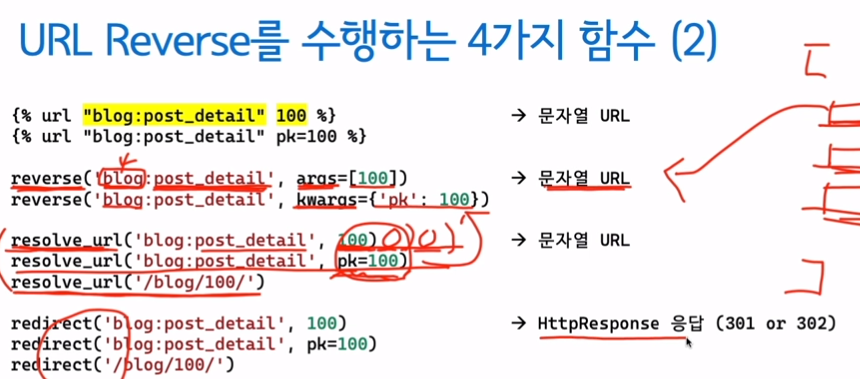 URL Reverse를 수행하는 4가지 함수 (2)
{% url "blog:post_detail" 100 %} → 문자열 URL
{% url "blog:post_detail" pk=100 %}
reverse('blog:post_detail', args=[100]) → 문자열 URL
reverse('blog:post_detail', kwargs={'pk': 100})
resolve_url('blog:post_detail', 100) → 문자열 URL
resolve_url('blog:post_detail', pk=100)
resolve_url('/blog/100/')
redirect('blog:post_detail', 100) → HttpResponse 응답 (301 or 302)
redirect('blog:post_detail', pk=100)
redirect('/blog/100/')